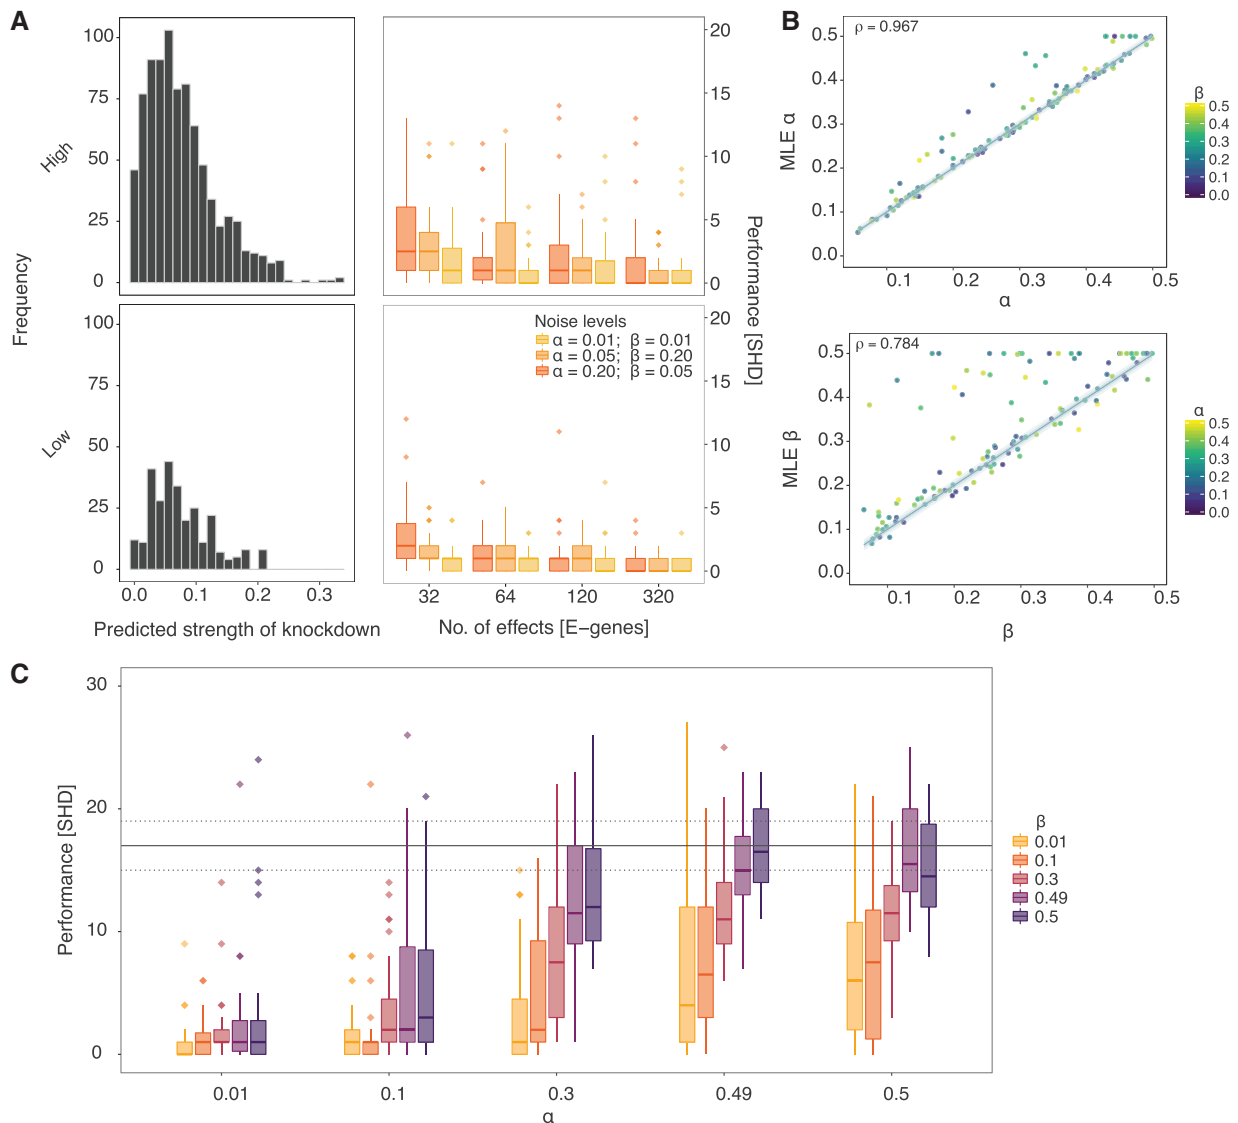 A
High
100
75
50
25
0
Frequency
Low
100
75
50
25
0
0.0 0.1 0.2 0.3
Predicted strength of knockdown
20
15
10
5
0
Performance [SHD]
Noise levels
α = 0.01; β = 0.01
α = 0.05; β = 0.20
α = 0.20; β = 0.05
20
15
10
5
0
32 64 120 320
No. of effects [E−genes]
B
ρ = 0.967
MLE α
0.5
0.4
0.3
0.2
0.1
0.0
0.1 0.2 0.3 0.4 0.5
α
β
0.5
0.4
0.3
0.2
0.1
0.0
ρ = 0.784
MLE β
0.5
0.4
0.3
0.2
0.1
0.0
0.1 0.2 0.3 0.4 0.5
β
α
0.5
0.4
0.3
0.2
0.1
0.0
C
Performance [SHD]
30
20
10
0
0.01 0.1 0.3 0.49 0.5
α
β
0.01
0.1
0.3
0.49
0.5